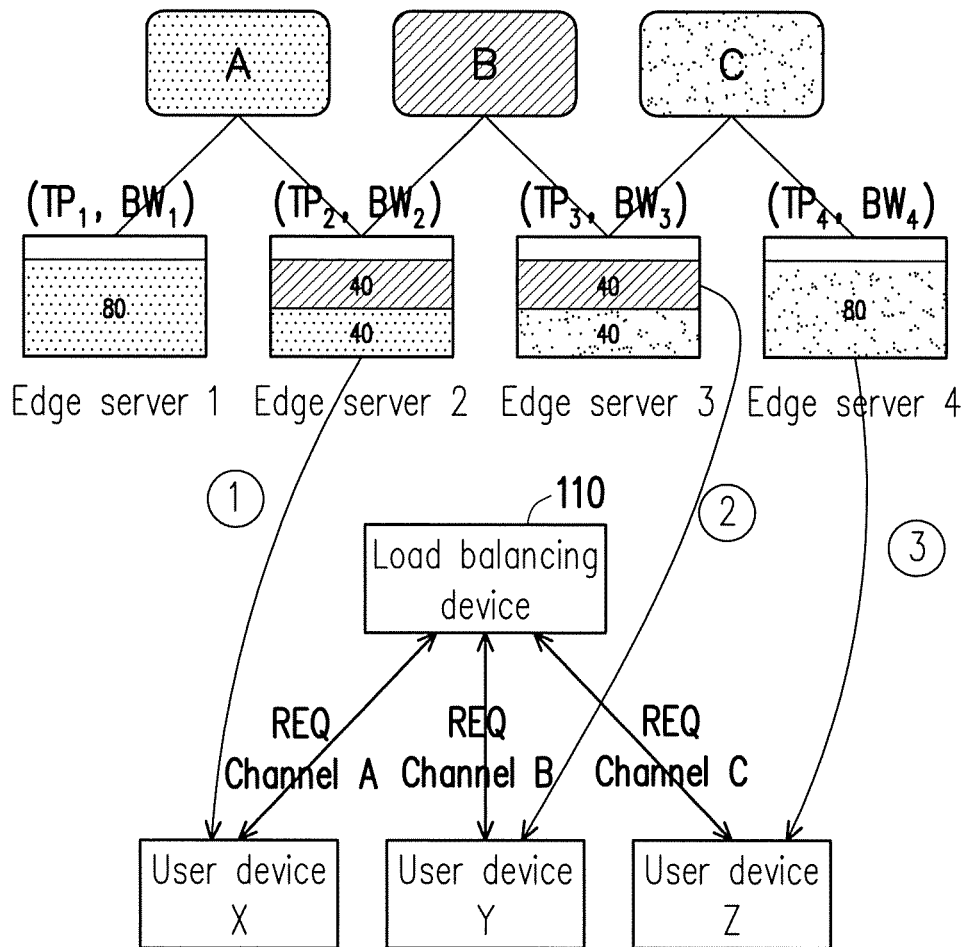 A B C
(TP₁, BW₁) (TP₂, BW₂) (TP₃, BW₃) (TP₄, BW₄)
40 40
80 80
40 40
Edge server 1 Edge server 2 Edge server 3 Edge server 4
1
110
2
3
Load balancing
device
REQ REQ REQ
Channel A Channel B Channel C
User device User device User device
X Y Z